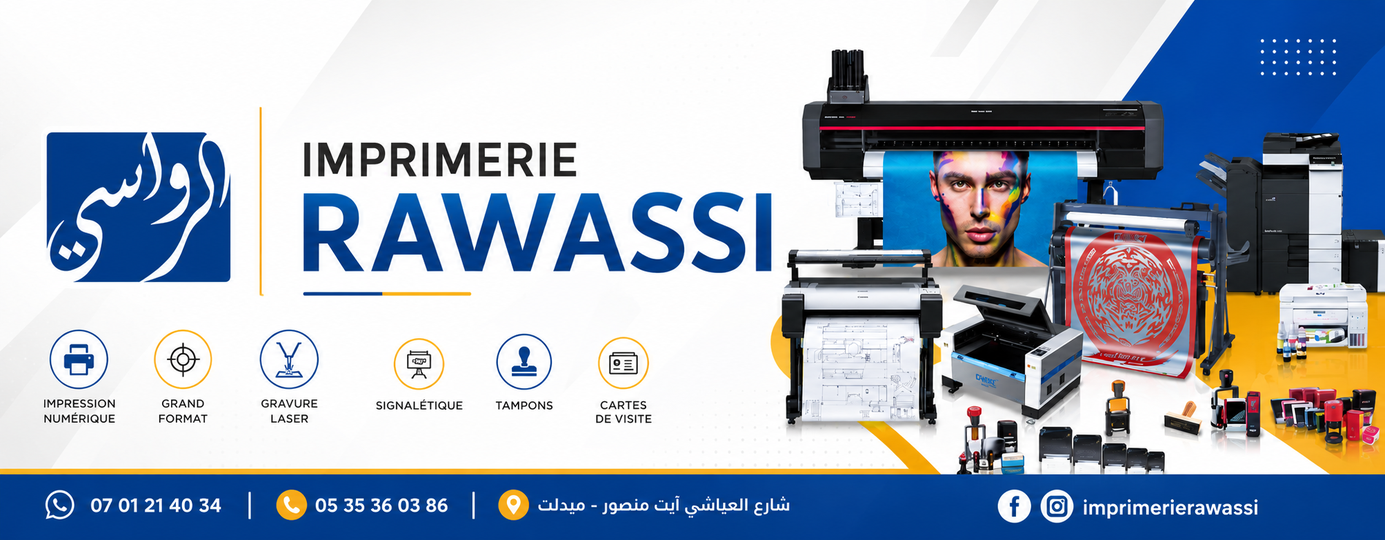 الرواسي
IMPRIMERIE
RAWASSI
IMPRESSION
NUMÉRIQUE
GRAND
FORMAT
GRAVURE
LASER
SIGNALÉTIQUE
TAMPONS
CARTES
DE VISITE
07 01 21 40 34
05 35 36 03 86
شارع العياشي آيت منصور - ميدلت
imprimerierawassi